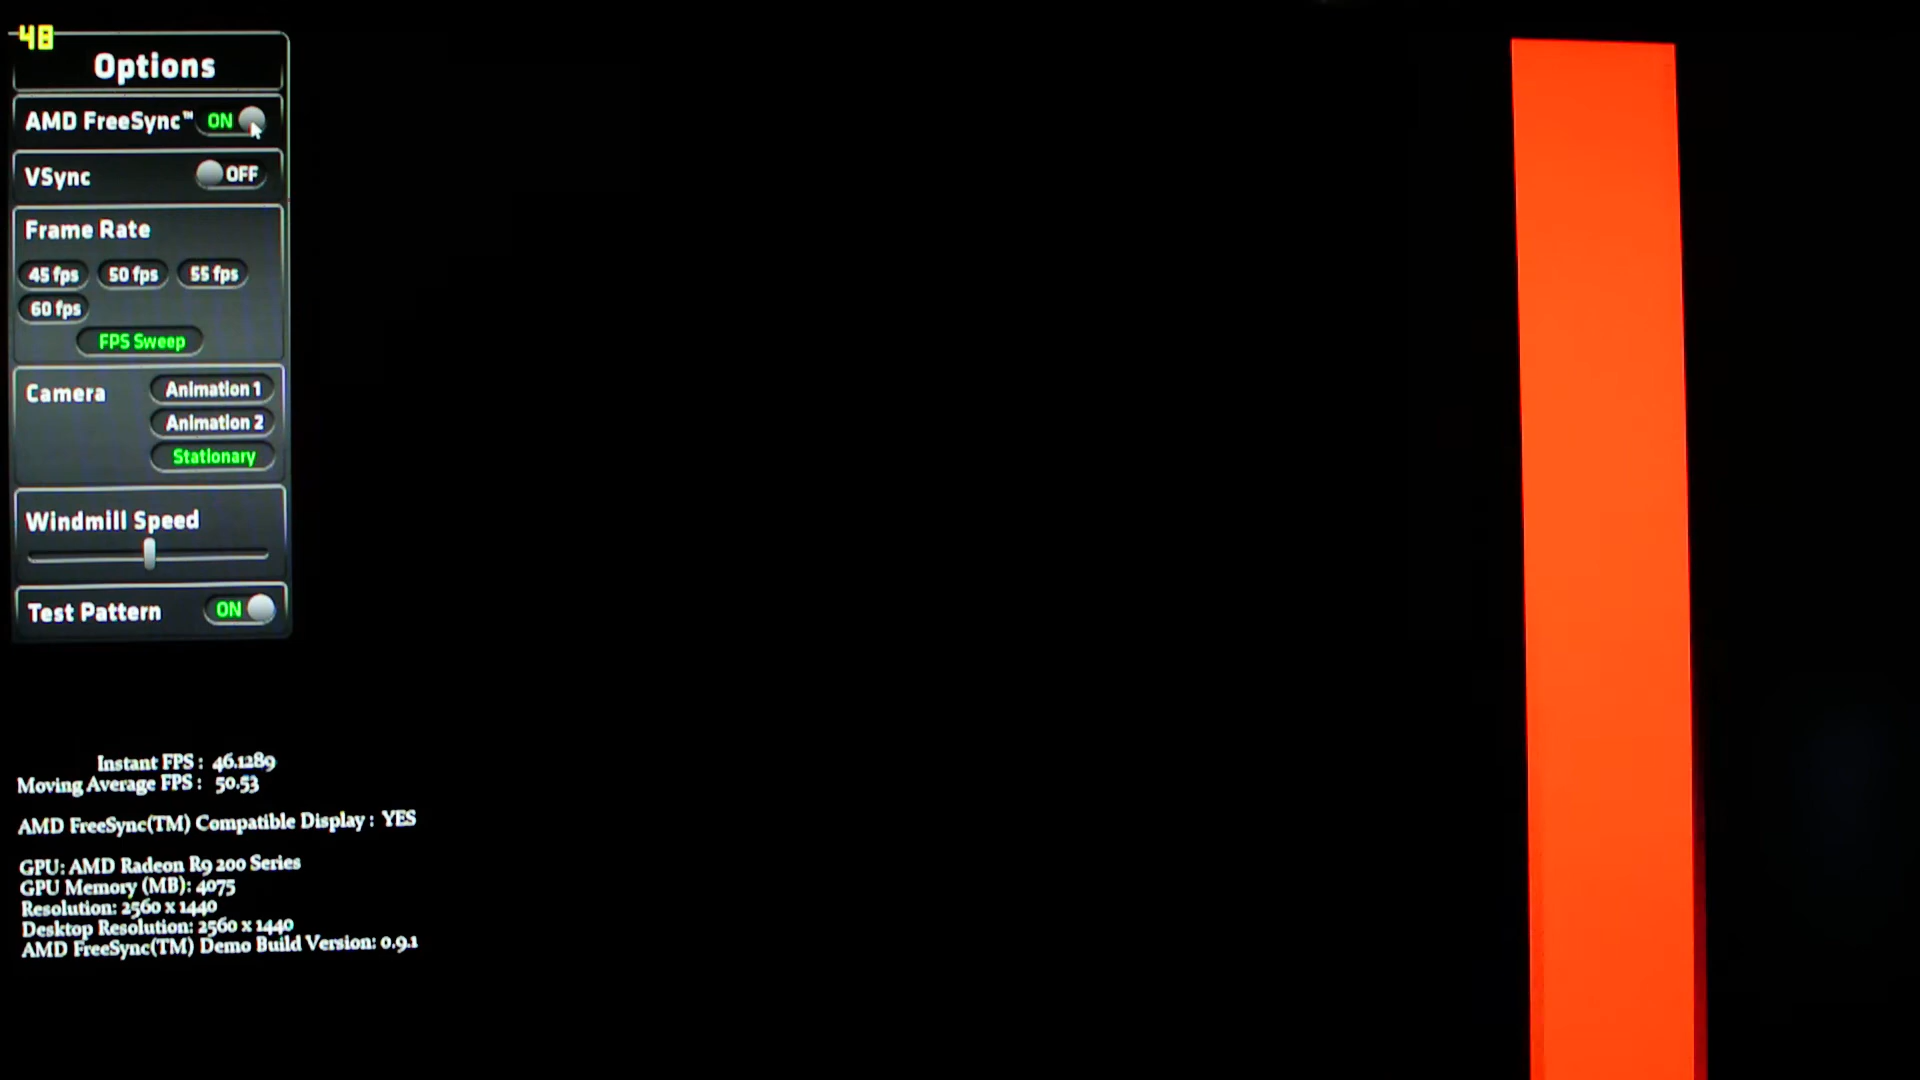 48
Options
AMD FreeSync™ ON
VSync OFF
Frame Rate
45 fps 50 fps 55 fps
60 fps
FPS Sweep
Camera Animation 1
Animation 2
Stationary
Windmill Speed
Test Pattern ON
Instant FPS : 46.1289
Moving Average FPS : 50.53
AMD FreeSync(TM) Compatible Display : YES
GPU: AMD Radeon R9 200 Series
GPU Memory (MB): 4075
Resolution: 2560 x 1440
Desktop Resolution: 2560 x 1440
AMD FreeSync(TM) Demo Build Version: 0.9.1